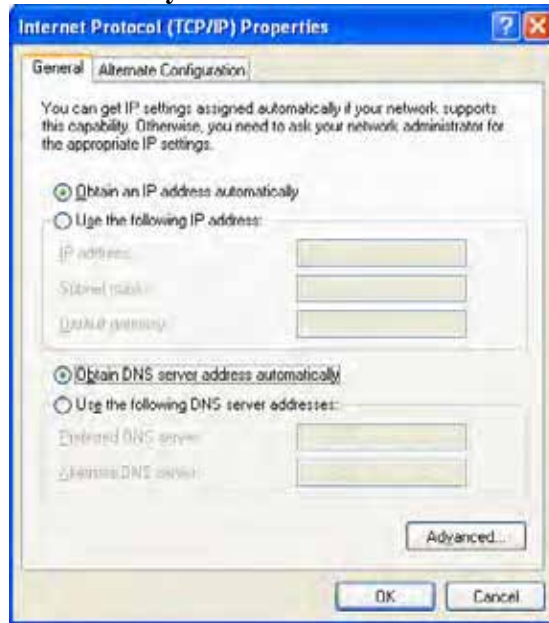 Internet Protocol (TCP/IP) Properties
General
Alternate Configuration
You can get IP settings assigned automatically if your network supports
this capability. Otherwise, you need to ask your network administrator for
the appropriate IP settings.
Obtain an IP address automatically
Use the following IP address:
IP address:
Subnet mask:
Default gateway:
Obtain DNS server address automatically
Use the following DNS server addresses:
Preferred DNS server:
Alternate DNS server:
Advanced...
OK
Cancel